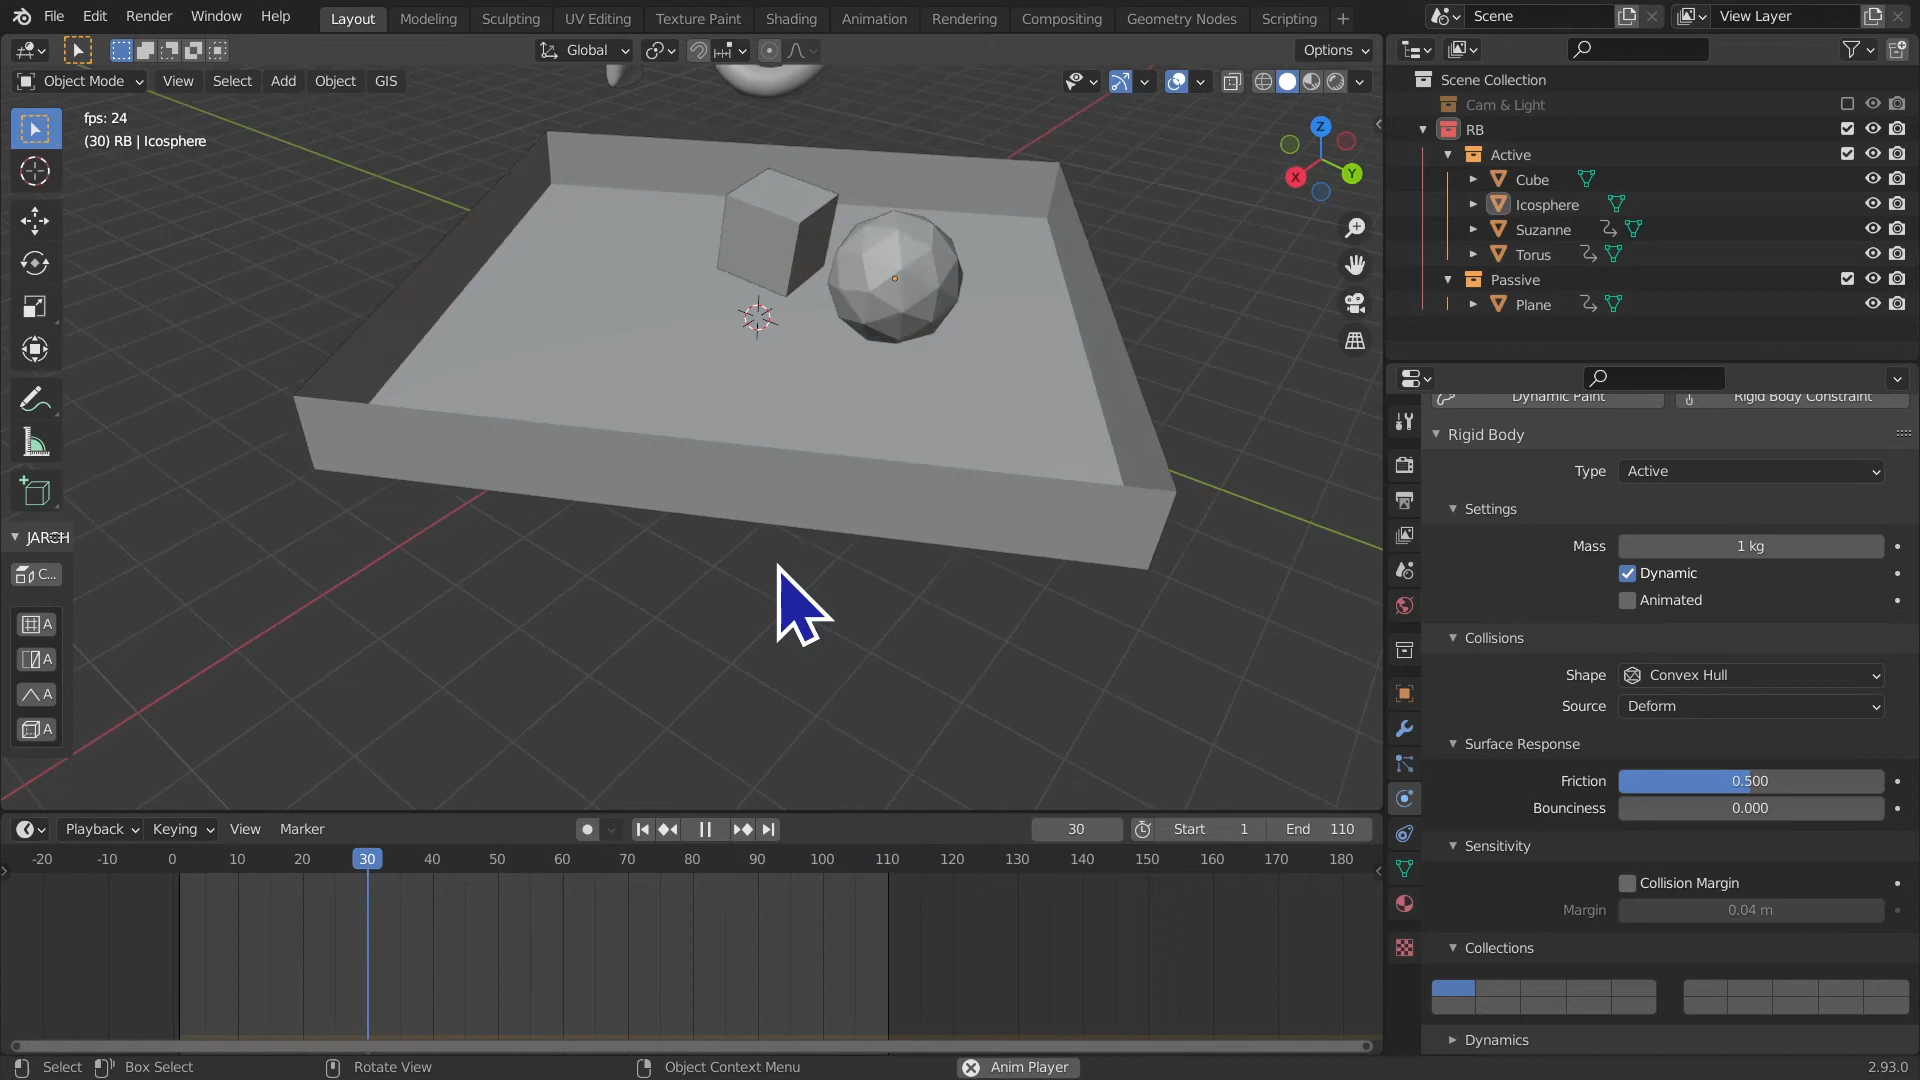 File Edit Render Window Help Layout Modeling Sculpting UV Editing Texture Paint Shading Animation Rendering Compositing Geometry Nodes Scripting + Scene View Layer
Global Options
Object Mode View Select Add Object GIS
fps: 24
(30) RB | Icosphere
Z
Y
X
JARCH
C...
A
A
A
A
Scene Collection
Cam & Light
RB
Active
Cube
Icosphere
Suzanne
Torus
Passive
Plane
Dynamic Paint Rigid Body Constraint
Rigid Body
Type Active
Settings
Mass 1 kg
Dynamic
Animated
Collisions
Shape Convex Hull
Source Deform
Surface Response
Friction 0.500
Bounciness 0.000
Sensitivity
Collision Margin
Margin 0.04 m
Collections
Dynamics
Playback Keying View Marker 30 Start 1 End 110
-20 -10 0 10 20 30 40 50 60 70 80 90 100 110 120 130 140 150 160 170 180
Select Box Select Rotate View Object Context Menu Anim Player 2.93.0